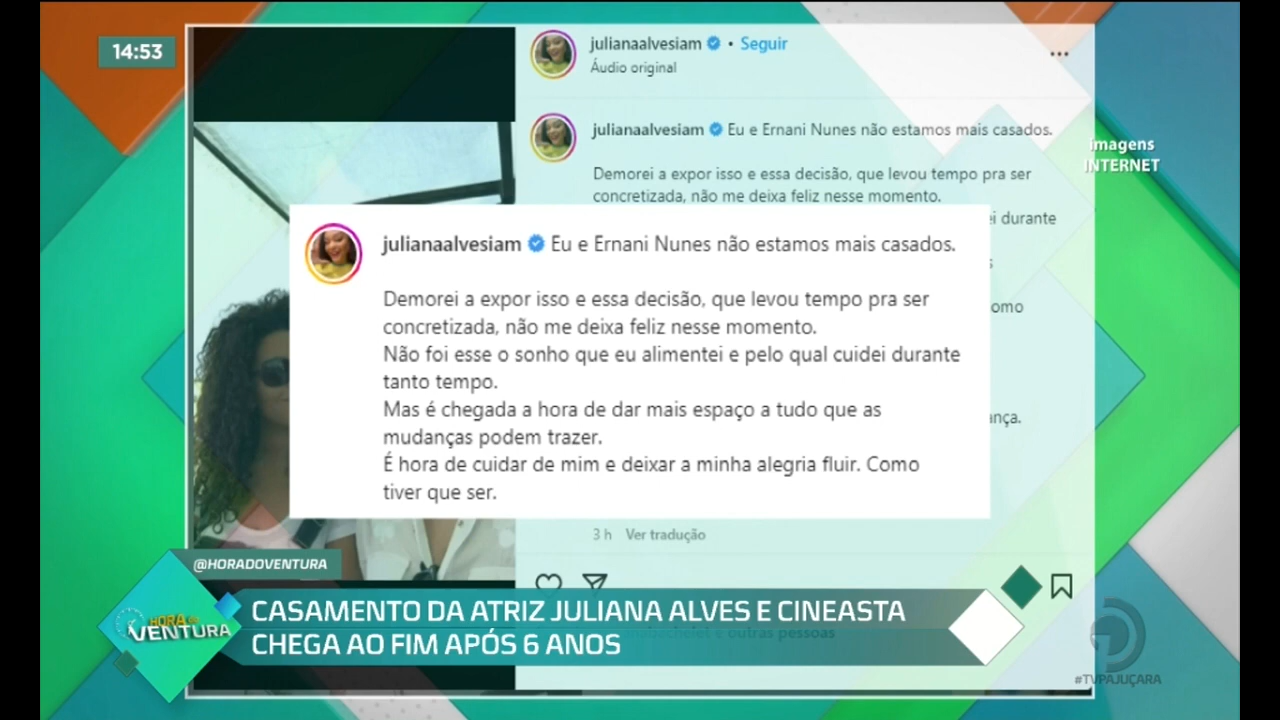 14:53
julianaalvesiam • Seguir
Áudio original
imagens
INTERNET
julianaalvesiam Eu e Ernani Nunes não estamos mais casados.
Demorei a expor isso e essa decisão, que levou tempo pra ser
concretizada, não me deixa feliz nesse momento.
ei durante
omo
ança.
julianaalvesiam Eu e Ernani Nunes não estamos mais casados.
Demorei a expor isso e essa decisão, que levou tempo pra ser
concretizada, não me deixa feliz nesse momento.
Não foi esse o sonho que eu alimentei e pelo qual cuidei durante
tanto tempo.
Mas é chegada a hora de dar mais espaço a tudo que as
mudanças podem trazer.
É hora de cuidar de mim e deixar a minha alegria fluir. Como
tiver que ser.
3 h Ver tradução
@HORADOVENTURA
HORA DO
VENTURA
CASAMENTO DA ATRIZ JULIANA ALVES E CINEASTA
CHEGA AO FIM APÓS 6 ANOS
e outras pessoas
#TVPAJUÇARA